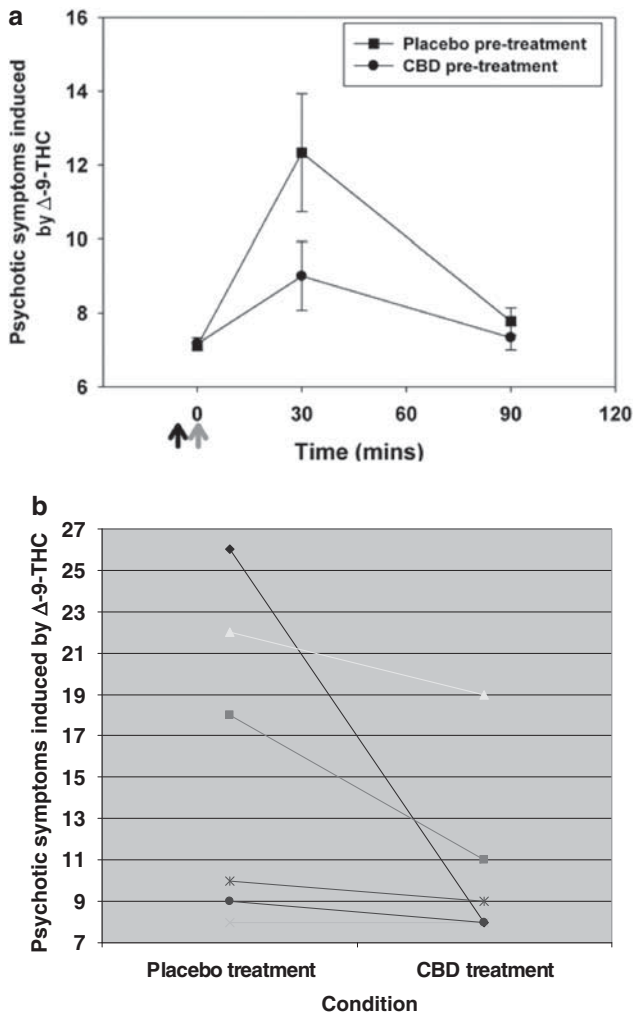 a
16
14
12
10
8
6
Psychotic symptoms induced
by Δ-9-THC
Placebo pre-treatment
CBD pre-treatment
0
30
60
90
120
Time (mins)
b
27
25
23
21
19
17
15
13
11
9
7
Psychotic symptoms induced by Δ-9-THC
Placebo treatment
CBD treatment
Condition